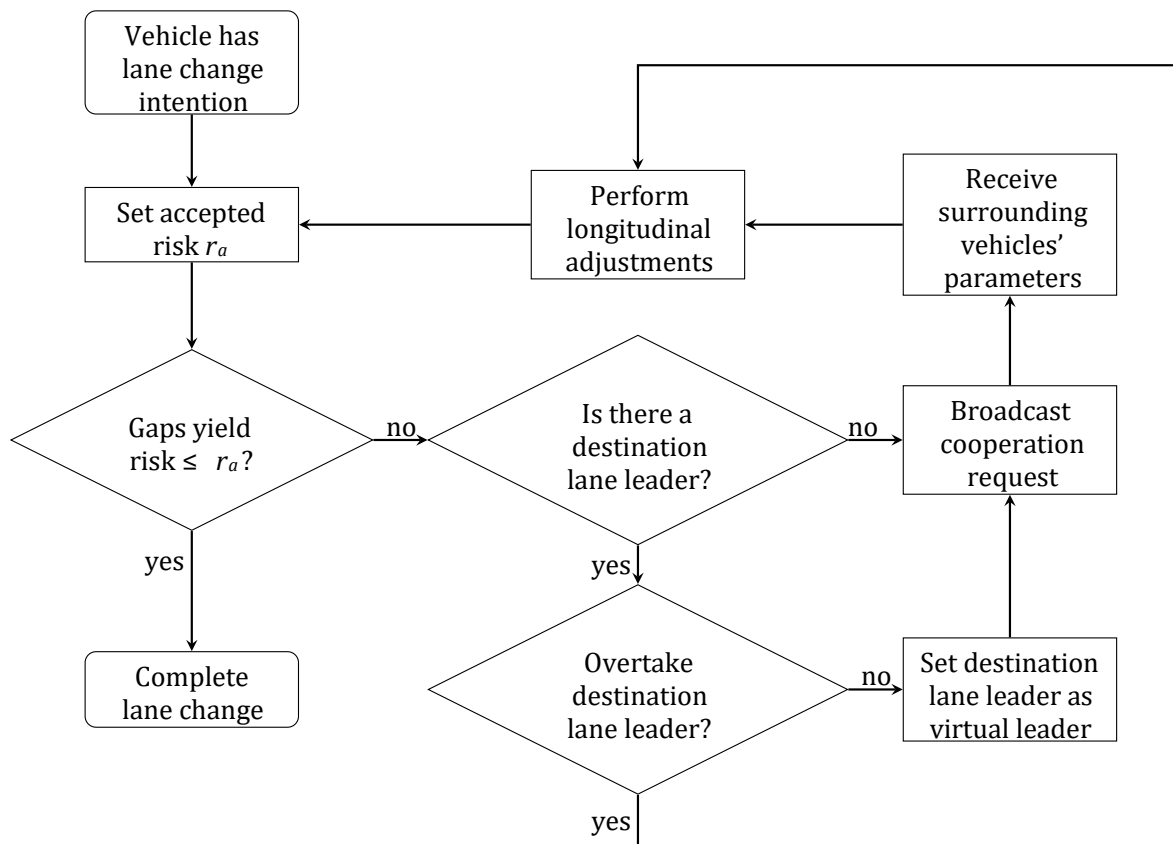 Vehicle has
lane change
intention
Set accepted
risk rₐ
Perform
longitudinal
adjustments
Receive
surrounding
vehicles’
parameters
Gaps yield
risk ≤ rₐ?
no
Is there a
destination
lane leader?
no
Broadcast
cooperation
request
yes
yes
Complete
lane change
Overtake
destination
lane leader?
no
Set destination
lane leader as
virtual leader
yes